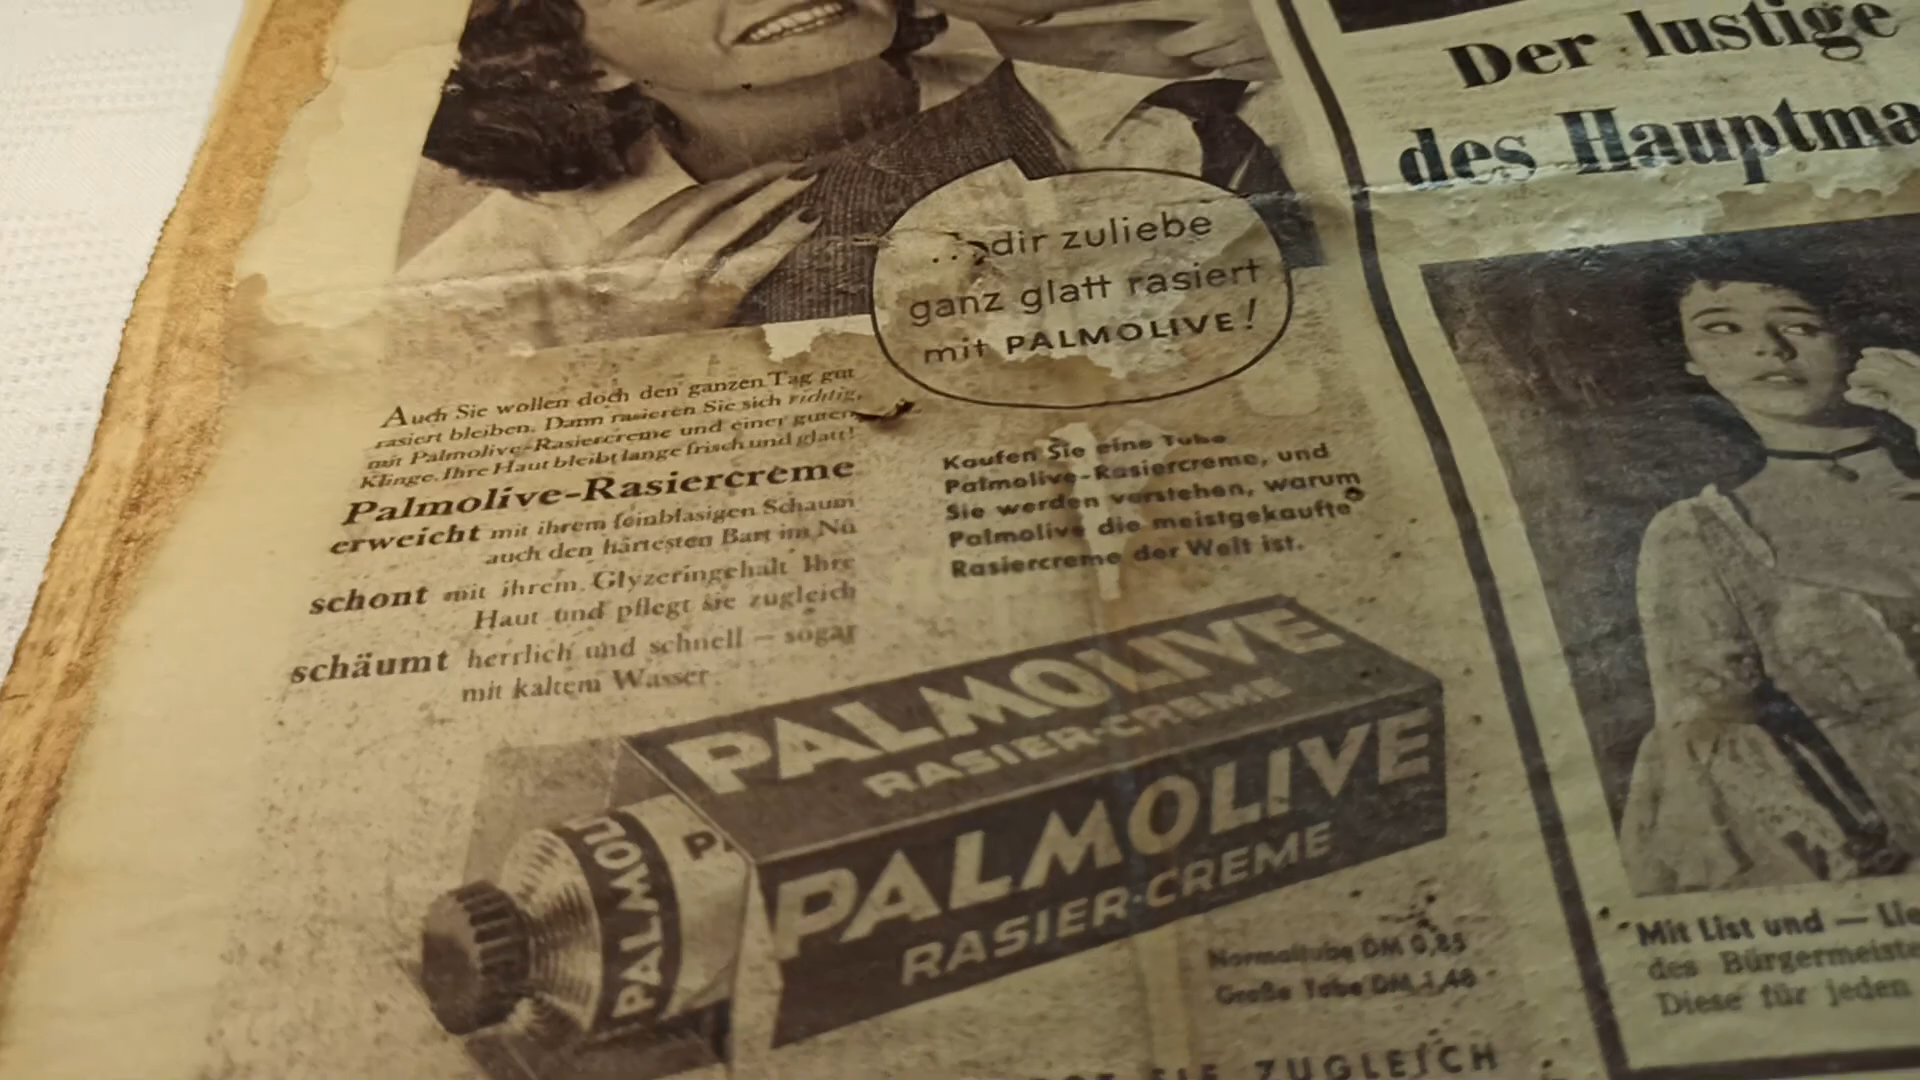 ...dir zuliebe
ganz glatt rasiert
mit PALMOLIVE!
Auch Sie wollen doch den ganzen Tag gut
rasiert bleiben. Dann rasieren Sie sich richtig,
mit Palmolive-Rasiercreme und einer guten
Klinge. Ihre Haut bleibt lange frisch und glatt!
Palmolive-Rasiercreme
erweicht mit ihrem feinblasigen Schaum
auch den härtesten Bart im Nu
schont mit ihrem Glyzeringehalt Ihre
Haut und pflegt sie zugleich
schäumt herrlich und schnell — sogar
mit kaltem Wasser
Kaufen Sie eine Tube
Palmolive-Rasiercreme, und
Sie werden verstehen, warum
Palmolive die meistgekaufte
Rasiercreme der Welt ist.
PALMOLIVE
RASIER-CREME
PALMOLIVE
RASIER-CREME
PALMOLI
PA
Normaltube DM 0,85
Große Tube DM 1,40
SIE ZUGLEICH
Der lustige
des Hauptma
"Mit List und — Lie
des Bürgermeiste
Diese für jeden